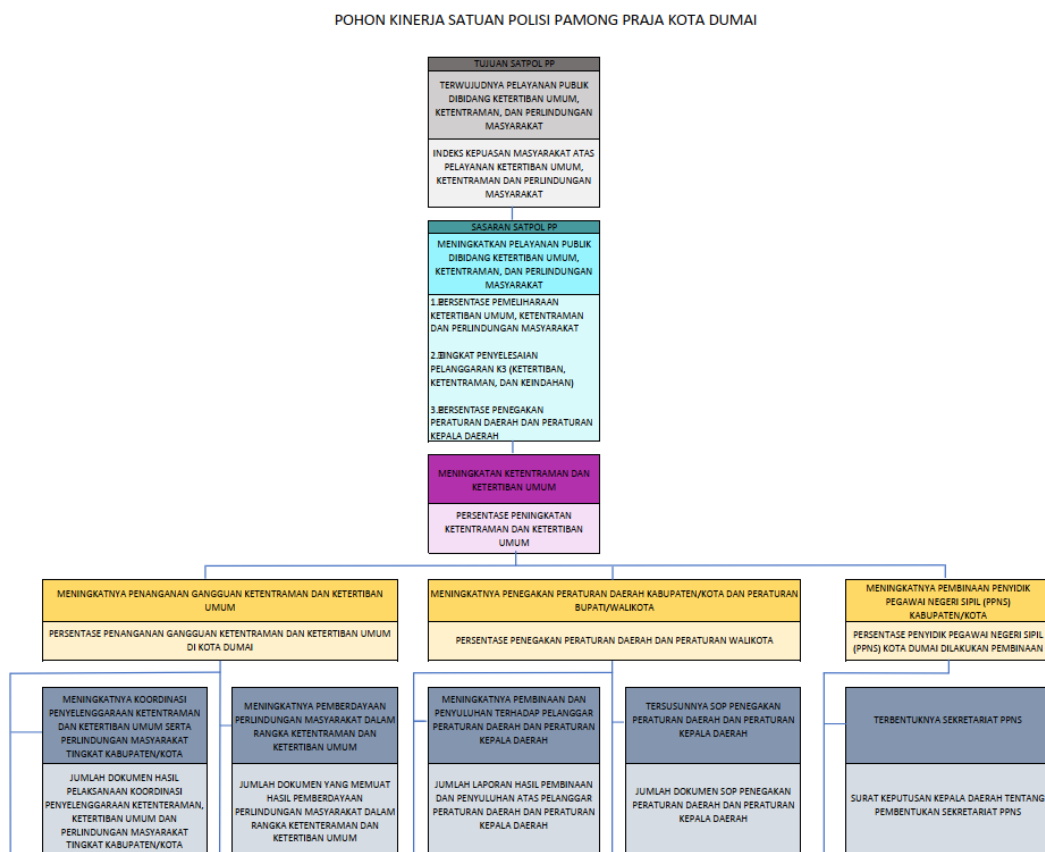 POHON KINERJA SATUAN POLISI PAMONG PRAJA KOTA DUMAI
TUJUAN SATPOL PP
TERWUJUDNYA PELAYANAN PUBLIK
DIBIDANG KETERTIBAN UMUM,
KETENTRAMAN, DAN PERLINDUNGAN
MASYARAKAT
INDEKS KEPUASAN MASYARAKAT ATAS
PELAYANAN KETERTIBAN UMUM,
KETENTRAMAN DAN PERLINDUNGAN
MASYARAKAT
SASARAN SATPOL PP
MENINGKATKAN PELAYANAN PUBLIK
DIBIDANG KETERTIBAN UMUM,
KETENTRAMAN, DAN PERLINDUNGAN
MASYARAKAT
1. PERSENTASE PEMELIHARAAN
KETERTIBAN UMUM, KETENTRAMAN
DAN PERLINDUNGAN MASYARAKAT
2. TINGKAT PENYELESAIAN
PELANGGARAN K3 (KETERTIBAN,
KETENTRAMAN, DAN KEINDAHAN)
3. PERSENTASE PENEGAKAN
PERATURAN DAERAH DAN PERATURAN
KEPALA DAERAH
MENINGKATAN KETENTRAMAN DAN
KETERTIBAN UMUM
PERSENTASE PENINGKATAN
KETENTRAMAN DAN KETERTIBAN
UMUM
MENINGKATNYA PENANGANAN GANGGUAN KETENTRAMAN DAN KETERTIBAN
UMUM
PERSENTASE PENANGANAN GANGGUAN KETENTRAMAN DAN KETERTIBAN UMUM
DI KOTA DUMAI
MENINGKATNYA PENEGAKAN PERATURAN DAERAH KABUPATEN/KOTA DAN PERATURAN
BUPATI/WALIKOTA
PERSENTASE PENEGAKAN PERATURAN DAERAH DAN PERATURAN WALIKOTA
MENINGKATNYA PEMBINAAN PENYIDIK
PEGAWAI NEGERI SIPIL (PPNS)
KABUPATEN/KOTA
PERSENTASE PENYIDIK PEGAWAI NEGERI SIPIL
(PPNS) KOTA DUMAI DILAKUKAN PEMBINAAN
MENINGKATNYA KOORDINASI
PENYELENGGARAAN KETENTRAMAN
DAN KETERTIBAN UMUM SERTA
PERLINDUNGAN MASYARAKAT
TINGKAT KABUPATEN/KOTA
JUMLAH DOKUMEN HASIL
PELAKSANAAN KOORDINASI
PENYELENGGARAAN KETENTERAMAN,
KETERTIBAN UMUM DAN
PERLINDUNGAN MASYARAKAT
TINGKAT KABUPATEN/KOTA
MENINGKATNYA PEMBERDAYAAN
PERLINDUNGAN MASYARAKAT DALAM
RANGKA KETENTRAMAN DAN
KETERTIBAN UMUM
JUMLAH DOKUMEN YANG MEMUAT
HASIL PEMBERDAYAAN
PERLINDUNGAN MASYARAKAT DALAM
RANGKA KETENTERAMAN DAN
KETERTIBAN UMUM
MENINGKATNYA PEMBINAAN DAN
PENYULUHAN TERHADAP PELANGGAR
PERATURAN DAERAH DAN PERATURAN
KEPALA DAERAH
JUMLAH LAPORAN HASIL PEMBINAAN
DAN PENYULUHAN ATAS PELANGGAR
PERATURAN DAERAH DAN PERATURAN
KEPALA DAERAH
TERSUSUNNYA SOP PENEGAKAN
PERATURAN DAERAH DAN PERATURAN
KEPALA DAERAH
JUMLAH DOKUMEN SOP PENEGAKAN
PERATURAN DAERAH DAN PERATURAN
KEPALA DAERAH
TERBENTUKNYA SEKRETARIAT PPNS
SURAT KEPUTUSAN KEPALA DAERAH TENTANG
PEMBENTUKAN SEKRETARIAT PPNS